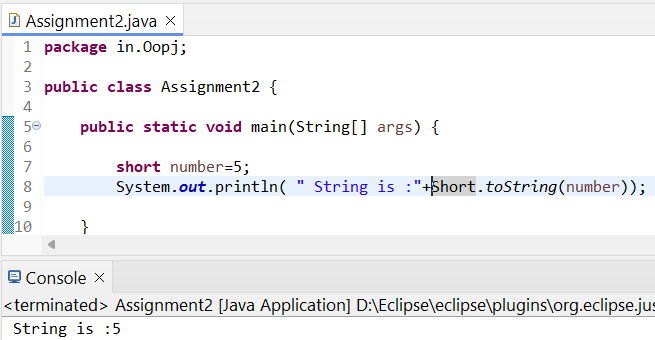 Assignment2.java
1 package in.Oopj;
2
3 public class Assignment2 {
4
5 public static void main(String[] args) {
6
7 short number=5;
8 System.out.println( " String is :"+Short.toString(number));
9
10 }
Console
<terminated> Assignment2 [Java Application] D:\Eclipse\eclipse\plugins\org.eclipse.jus
String is :5